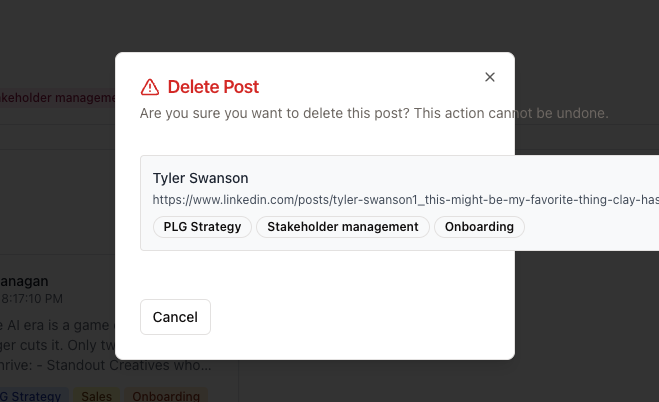 keholder manageme
Delete Post
Are you sure you want to delete this post? This action cannot be undone.
Tyler Swanson
https://www.linkedin.com/posts/tyler-swanson1_this-might-be-my-favorite-thing-clay-has
PLG Strategy Stakeholder management Onboarding
anagan
8:17:10 PM
e AI era is a game
ger cuts it. Only tw
hrive: - Standout Creatives who...
Cancel
G Strategy Sales Onboarding